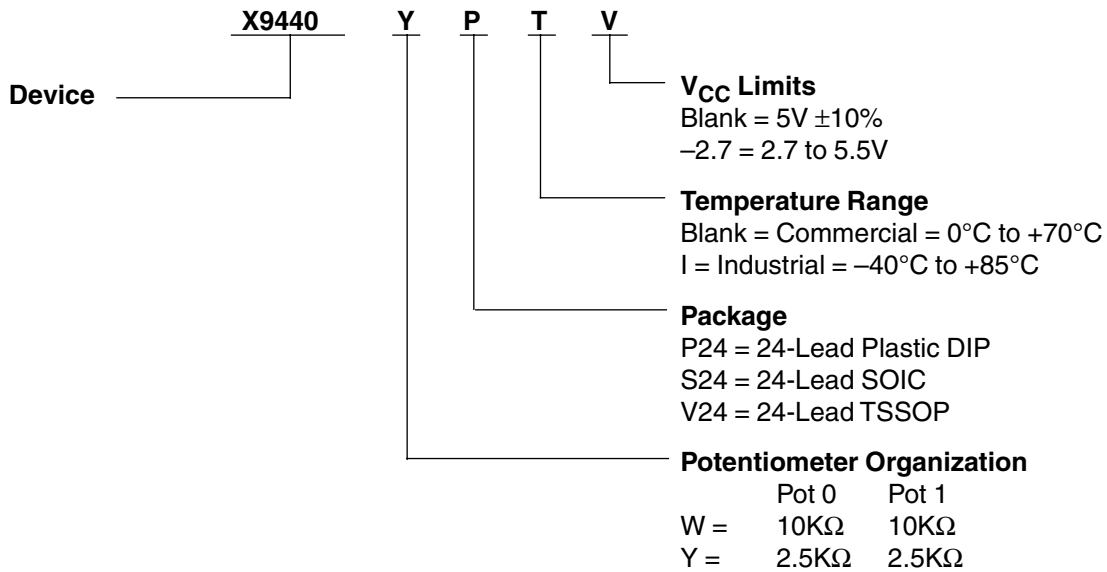 X9440 Y P T V
Device
VCC Limits
Blank = 5V ±10%
–2.7 = 2.7 to 5.5V
Temperature Range
Blank = Commercial = 0°C to +70°C
I = Industrial = –40°C to +85°C
Package
P24 = 24-Lead Plastic DIP
S24 = 24-Lead SOIC
V24 = 24-Lead TSSOP
Potentiometer Organization
Pot 0 Pot 1
W = 10KΩ 10KΩ
Y = 2.5KΩ 2.5KΩ